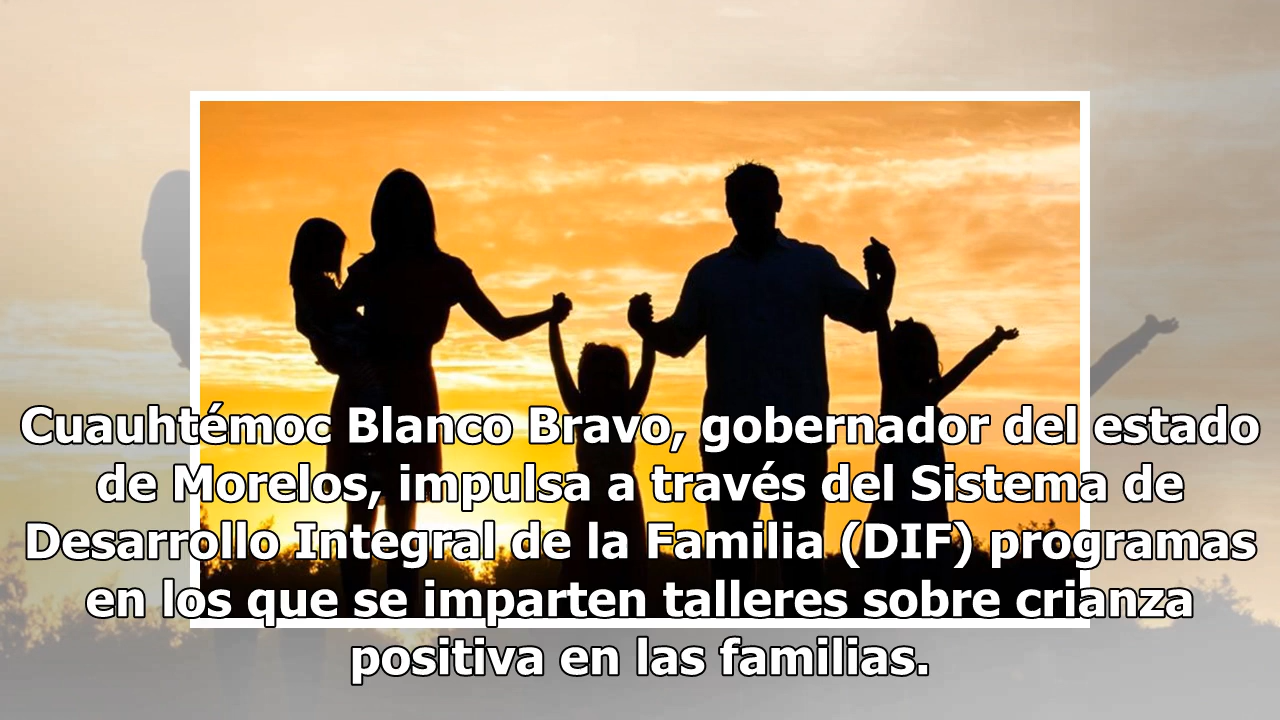 Cuauhtémoc Blanco Bravo, gobernador del estado
de Morelos, impulsa a través del Sistema de
Desarrollo Integral de la Familia (DIF) programas
en los que se imparten talleres sobre crianza
positiva en las familias.